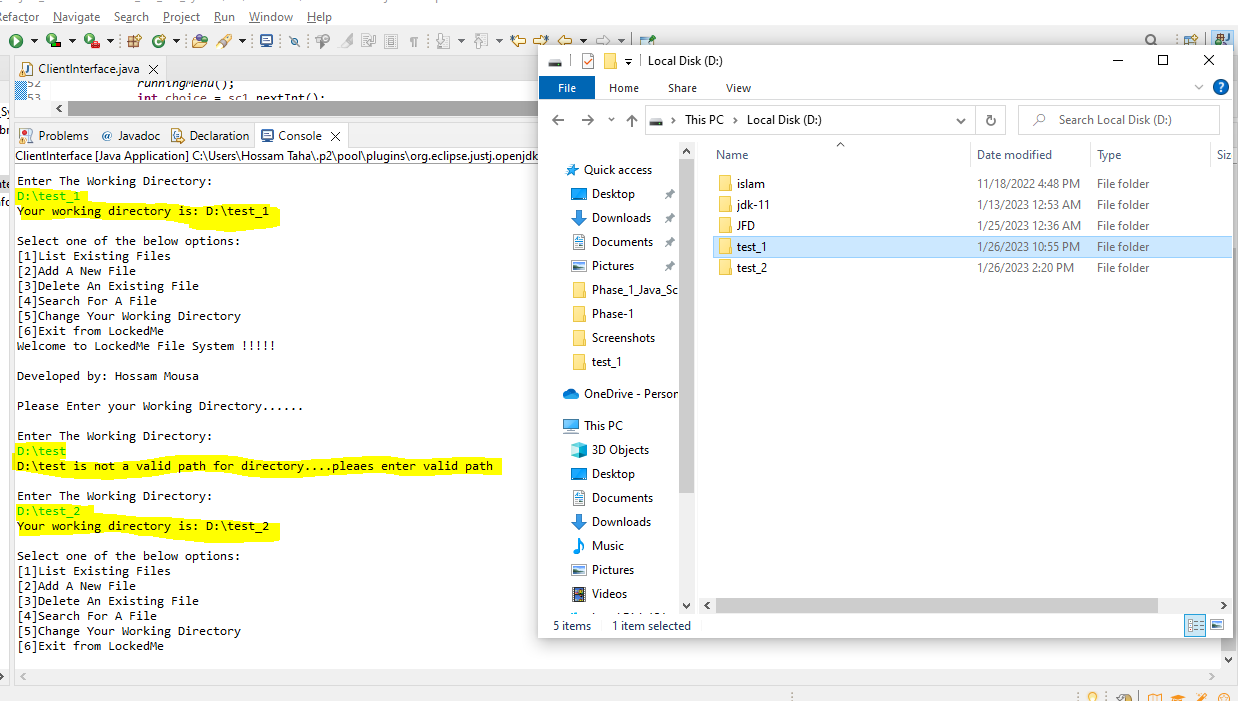 Refactor Navigate Search Project Run Window Help
ClientInterface.java
52 runningMenu();
53 int choice = sc1.nextInt();
Problems Javadoc Declaration Console
ClientInterface [Java Application] C:\Users\Hossam Taha\.p2\pool\plugins\org.eclipse.justj.openjdk
Enter The Working Directory:
D:\test_1
Your working directory is: D:\test_1
Select one of the below options:
[1]List Existing Files
[2]Add A New File
[3]Delete An Existing File
[4]Search For A File
[5]Change Your Working Directory
[6]Exit from LockedMe
Welcome to LockedMe File System !!!!!
Developed by: Hossam Mousa
Please Enter your Working Directory......
Enter The Working Directory:
D:\test
D:\test is not a valid path for directory....pleaes enter valid path
Enter The Working Directory:
D:\test_2
Your working directory is: D:\test_2
Select one of the below options:
[1]List Existing Files
[2]Add A New File
[3]Delete An Existing File
[4]Search For A File
[5]Change Your Working Directory
[6]Exit from LockedMe
Local Disk (D:)
File Home Share View
This PC Local Disk (D:)
Search Local Disk (D:)
Quick access
Desktop
Downloads
Documents
Pictures
Phase_1_Java_Sc
Phase-1
Screenshots
test_1
OneDrive - Person
This PC
3D Objects
Desktop
Documents
Downloads
Music
Pictures
Videos
Name Date modified Type Siz
islam 11/18/2022 4:48 PM File folder
jdk-11 1/13/2023 12:53 AM File folder
JFD 1/25/2023 12:36 AM File folder
test_1 1/26/2023 10:55 PM File folder
test_2 1/26/2023 2:20 PM File folder
5 items 1 item selected